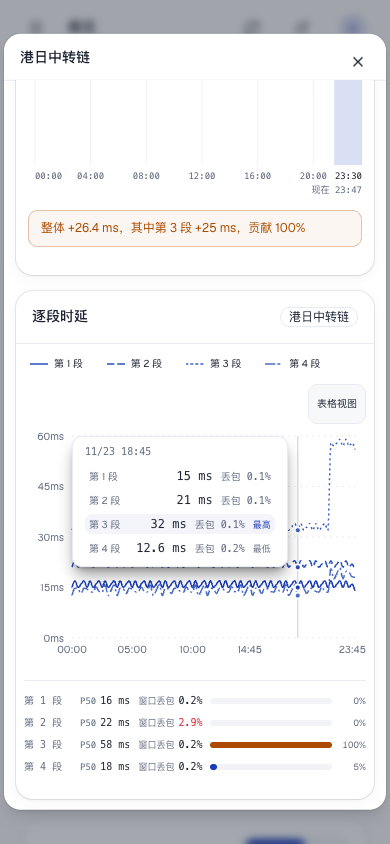 港日中转链
00:00 04:00 08:00 12:00 16:00 20:00 23:30
现在 23:47
整体 +26.4 ms，其中第 3 段 +25 ms，贡献 100%
逐段时延 港日中转链
第 1 段 第 2 段 第 3 段 第 4 段
表格视图
60ms
45ms
30ms
15ms
0ms
11/23 18:45
第 1 段 15 ms 丢包 0.1%
第 2 段 21 ms 丢包 0.1%
第 3 段 32 ms 丢包 0.1% 最高
第 4 段 12.6 ms 丢包 0.2% 最低
00:00 05:00 10:00 14:45 23:45
第 1 段 P50 16 ms 窗口丢包 0.2% 0%
第 2 段 P50 22 ms 窗口丢包 2.9% 0%
第 3 段 P50 58 ms 窗口丢包 0.2% 100%
第 4 段 P50 18 ms 窗口丢包 0.2% 5%